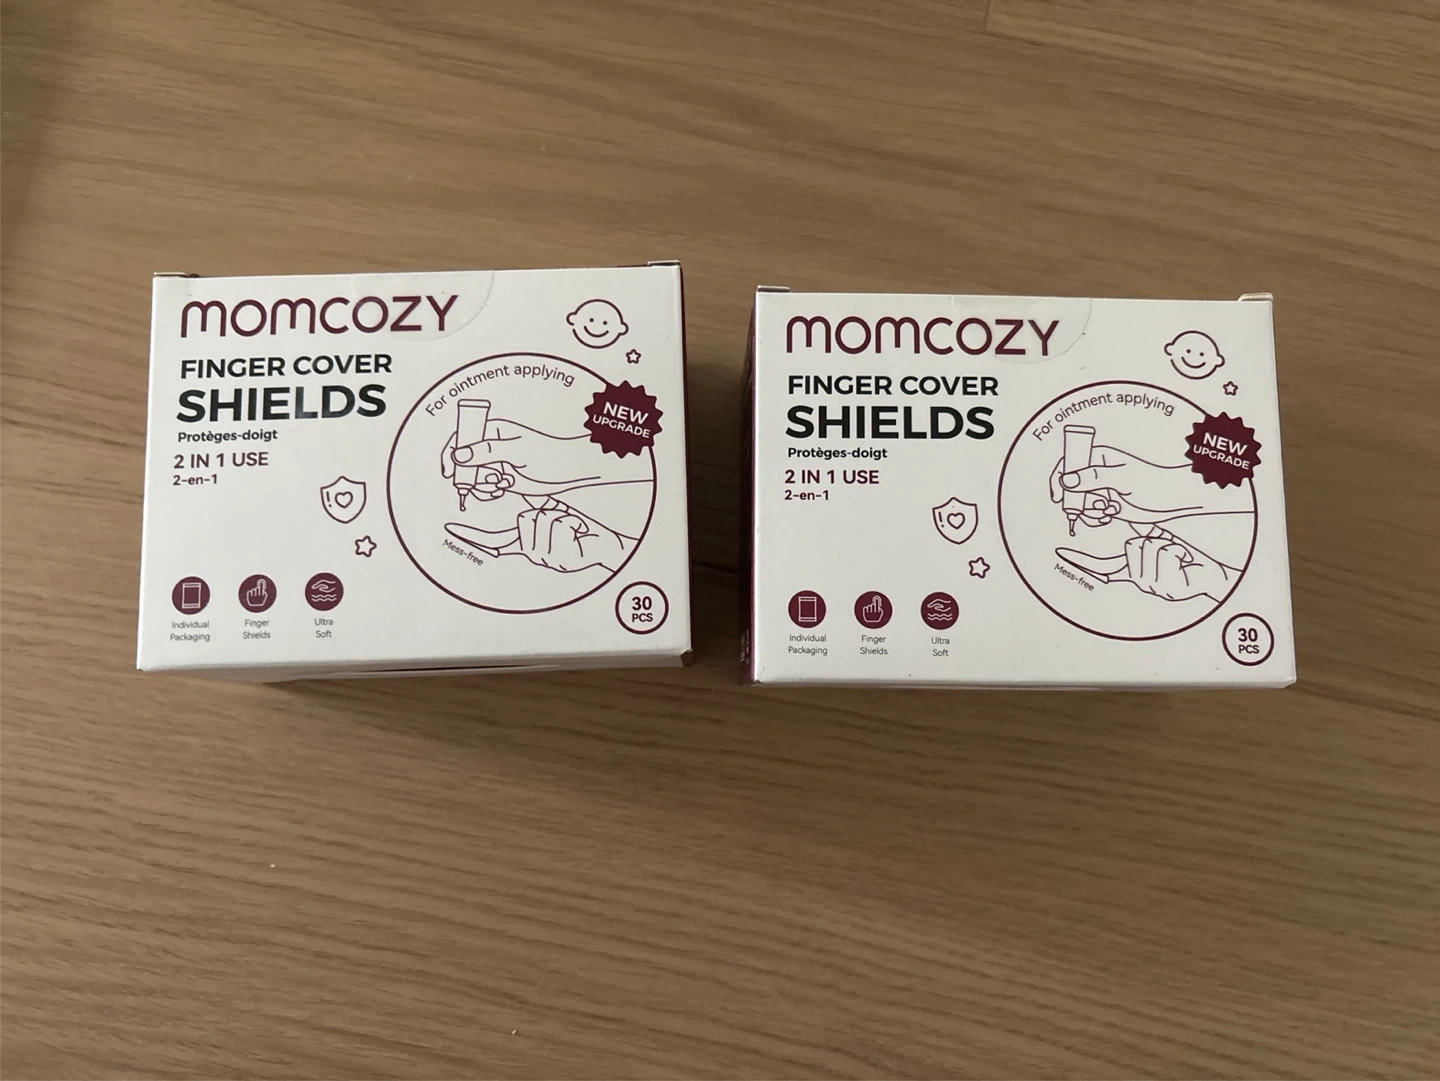 momcozy
FINGER COVER
SHIELDS
Protèges-doigt
2 IN 1 USE
2-en-1
For ointment applying
NEW
UPGRADE
Mess-free
Individual
Packaging
Finger
Shields
Ultra
Soft
30
PCS
momcozy
FINGER COVER
SHIELDS
Protèges-doigt
2 IN 1 USE
2-en-1
For ointment applying
NEW
UPGRADE
Mess-free
Individual
Packaging
Finger
Shields
Ultra
Soft
30
PCS